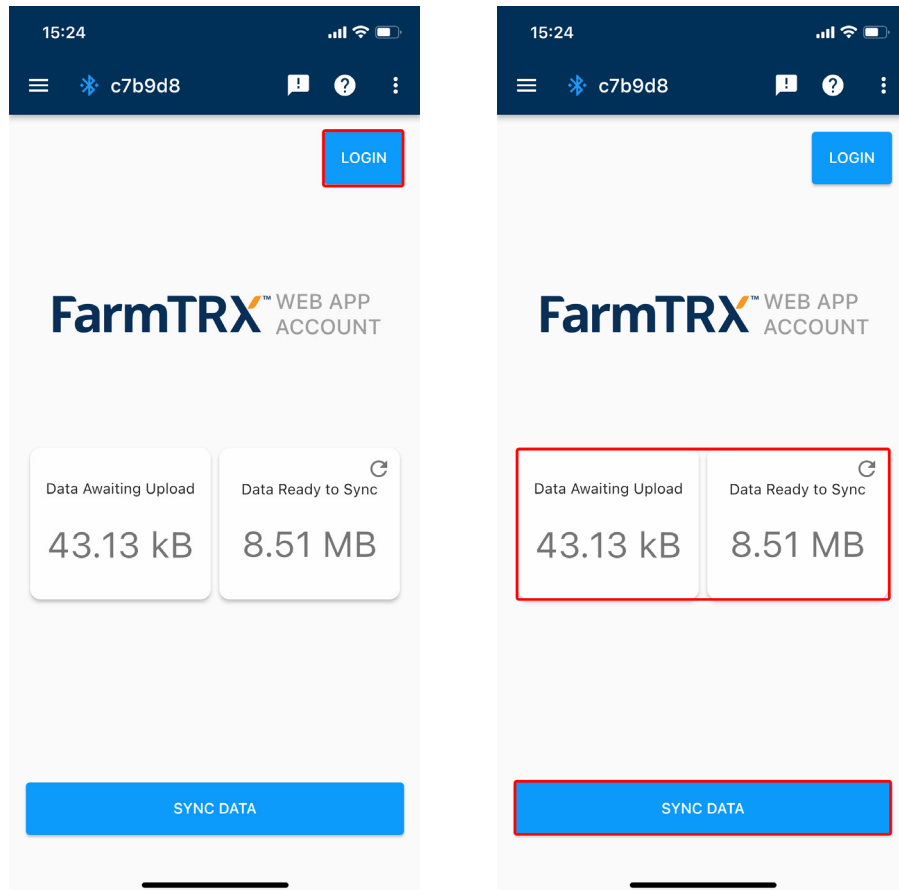 15:24
c7b9d8
LOGIN
FarmTRX™ WEB APP
ACCOUNT
Data Awaiting Upload
43.13 kB
Data Ready to Sync
8.51 MB
SYNC DATA
15:24
c7b9d8
LOGIN
FarmTRX™ WEB APP
ACCOUNT
Data Awaiting Upload
43.13 kB
Data Ready to Sync
8.51 MB
SYNC DATA